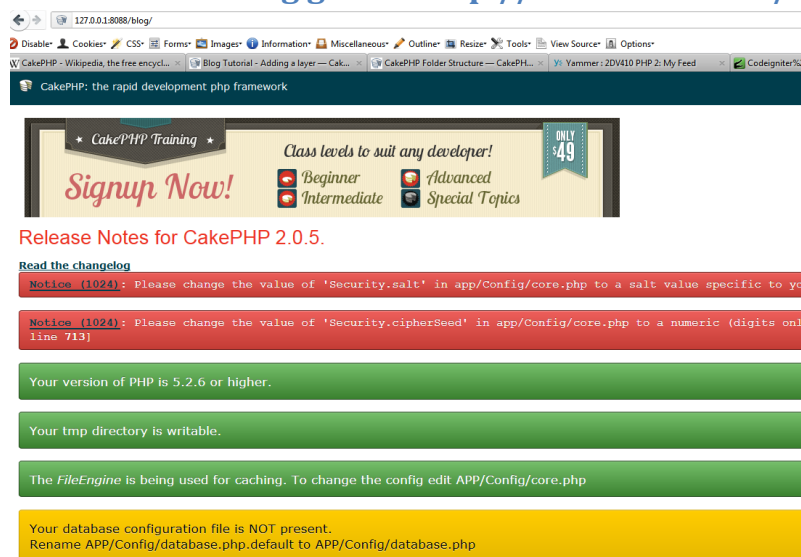 127.0.0.1:8088/blog/
Disable Cookies CSS Forms Images Information Miscellaneous Outline Resize Tools View Source Options
CakePHP - Wikipedia, the free encycl... Blog Tutorial - Adding a layer — Cak... CakePHP Folder Structure — CakePH... Yammer : 2DV410 PHP 2: My Feed Codeigniter%2
CakePHP: the rapid development php framework
CakePHP Training
ONLY
$49
Class levels to suit any developer!
Signup Now!
Beginner Advanced
Intermediate Special Topics
Release Notes for CakePHP 2.0.5.
Read the changelog
Notice (1024): Please change the value of 'Security.salt' in app/Config/core.php to a salt value specific to yo
Notice (1024): Please change the value of 'Security.cipherSeed' in app/Config/core.php to a numeric (digits onl
line 713]
Your version of PHP is 5.2.6 or higher.
Your tmp directory is writable.
The FileEngine is being used for caching. To change the config edit APP/Config/core.php
Your database configuration file is NOT present.
Rename APP/Config/database.php.default to APP/Config/database.php